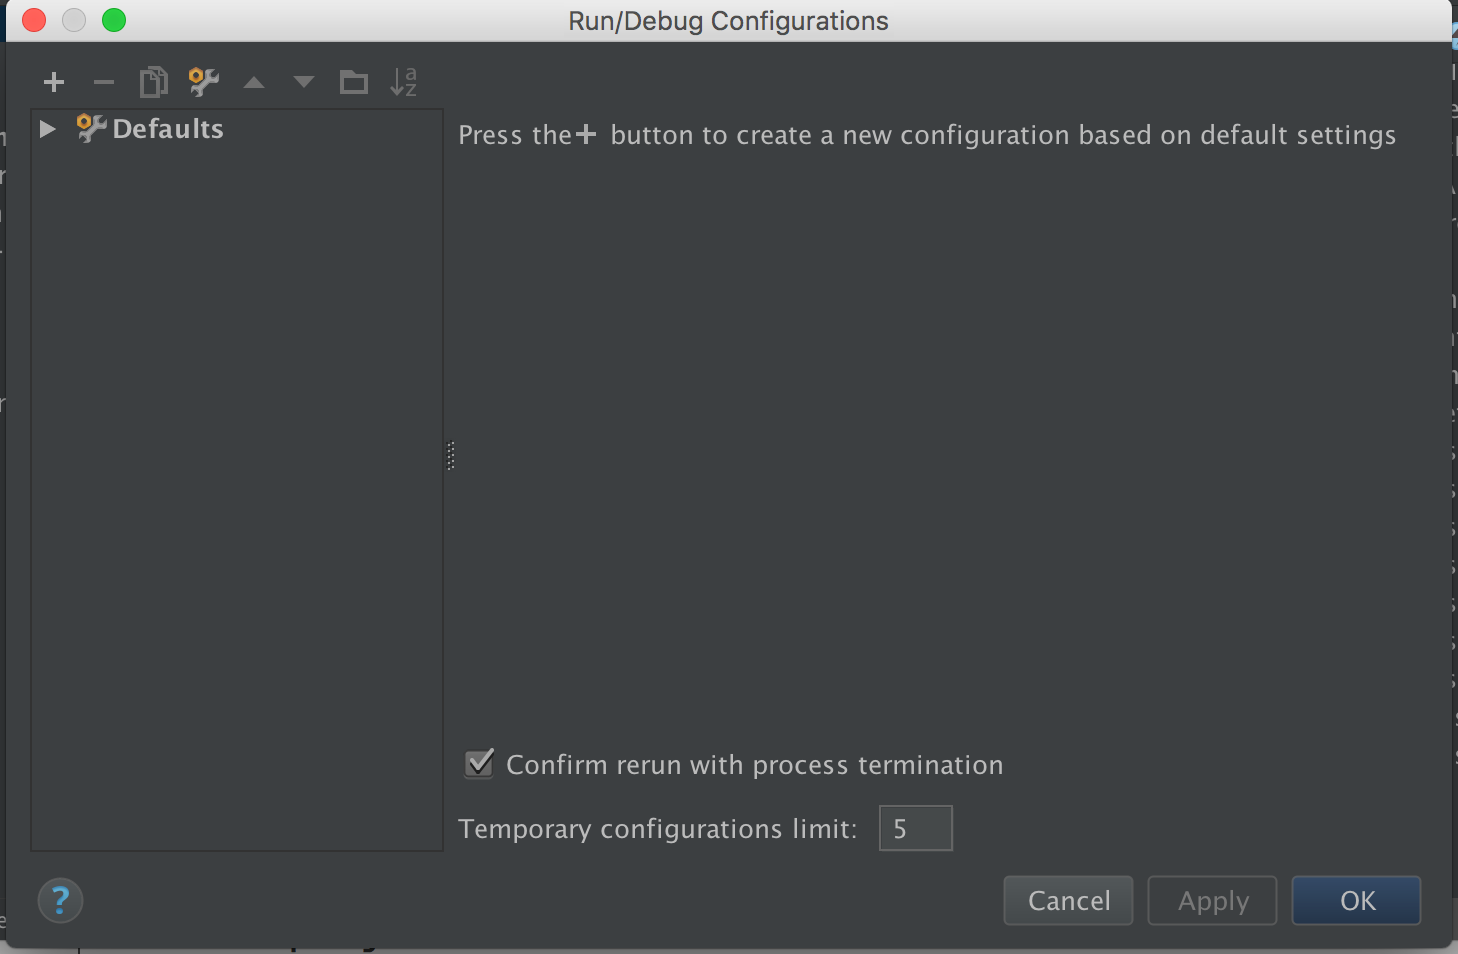 Run/Debug Configurations
Defaults
Press the + button to create a new configuration based on default settings
Confirm rerun with process termination
Temporary configurations limit: 5
? Cancel Apply OK